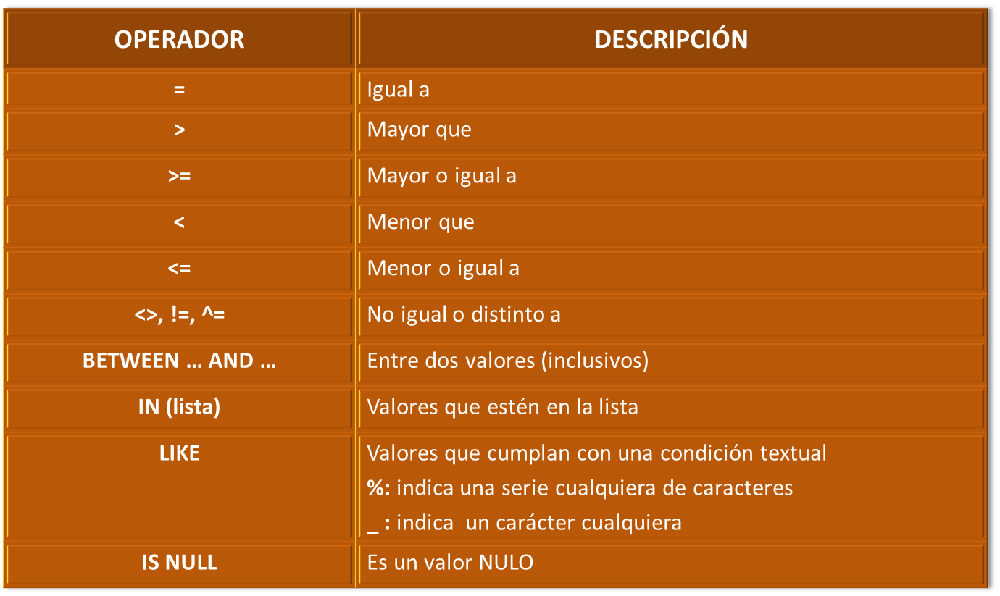 OPERADOR DESCRIPCIÓN
= Igual a
> Mayor que
>= Mayor o igual a
< Menor que
<= Menor o igual a
<>, !=, ^= No igual o distinto a
BETWEEN ... AND ... Entre dos valores (inclusivos)
IN (lista) Valores que estén en la lista
LIKE Valores que cumplan con una condición textual
%: indica una serie cualquiera de caracteres
_ : indica un carácter cualquiera
IS NULL Es un valor NULO